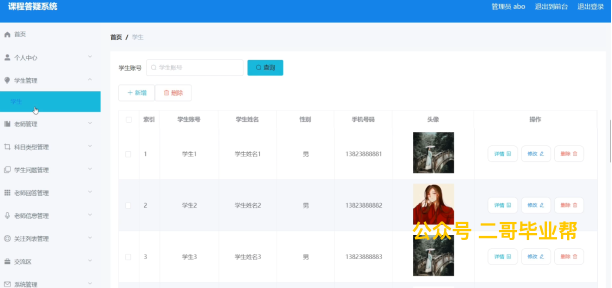 课程答疑系统
管理员 abo 退出到前台 退出登录
首页
首页 / 学生
个人中心
学生账号 学生账号 查询
学生管理
学生
+ 新增 删除
老师管理
索引 学生账号 学生姓名 性别 手机号码 头像 操作
科目类型管理
1 学生1 学生姓名1 男 13823888881 详情 修改 删除
学生问题管理
老师回答管理
2 学生2 学生姓名2 男 13823888882 详情 修改 删除
老师信息管理
公众号 二哥毕业帮
关注列表管理
3 学生3 学生姓名3 男 13823888883 详情 修改 删除
交流区
系统管理